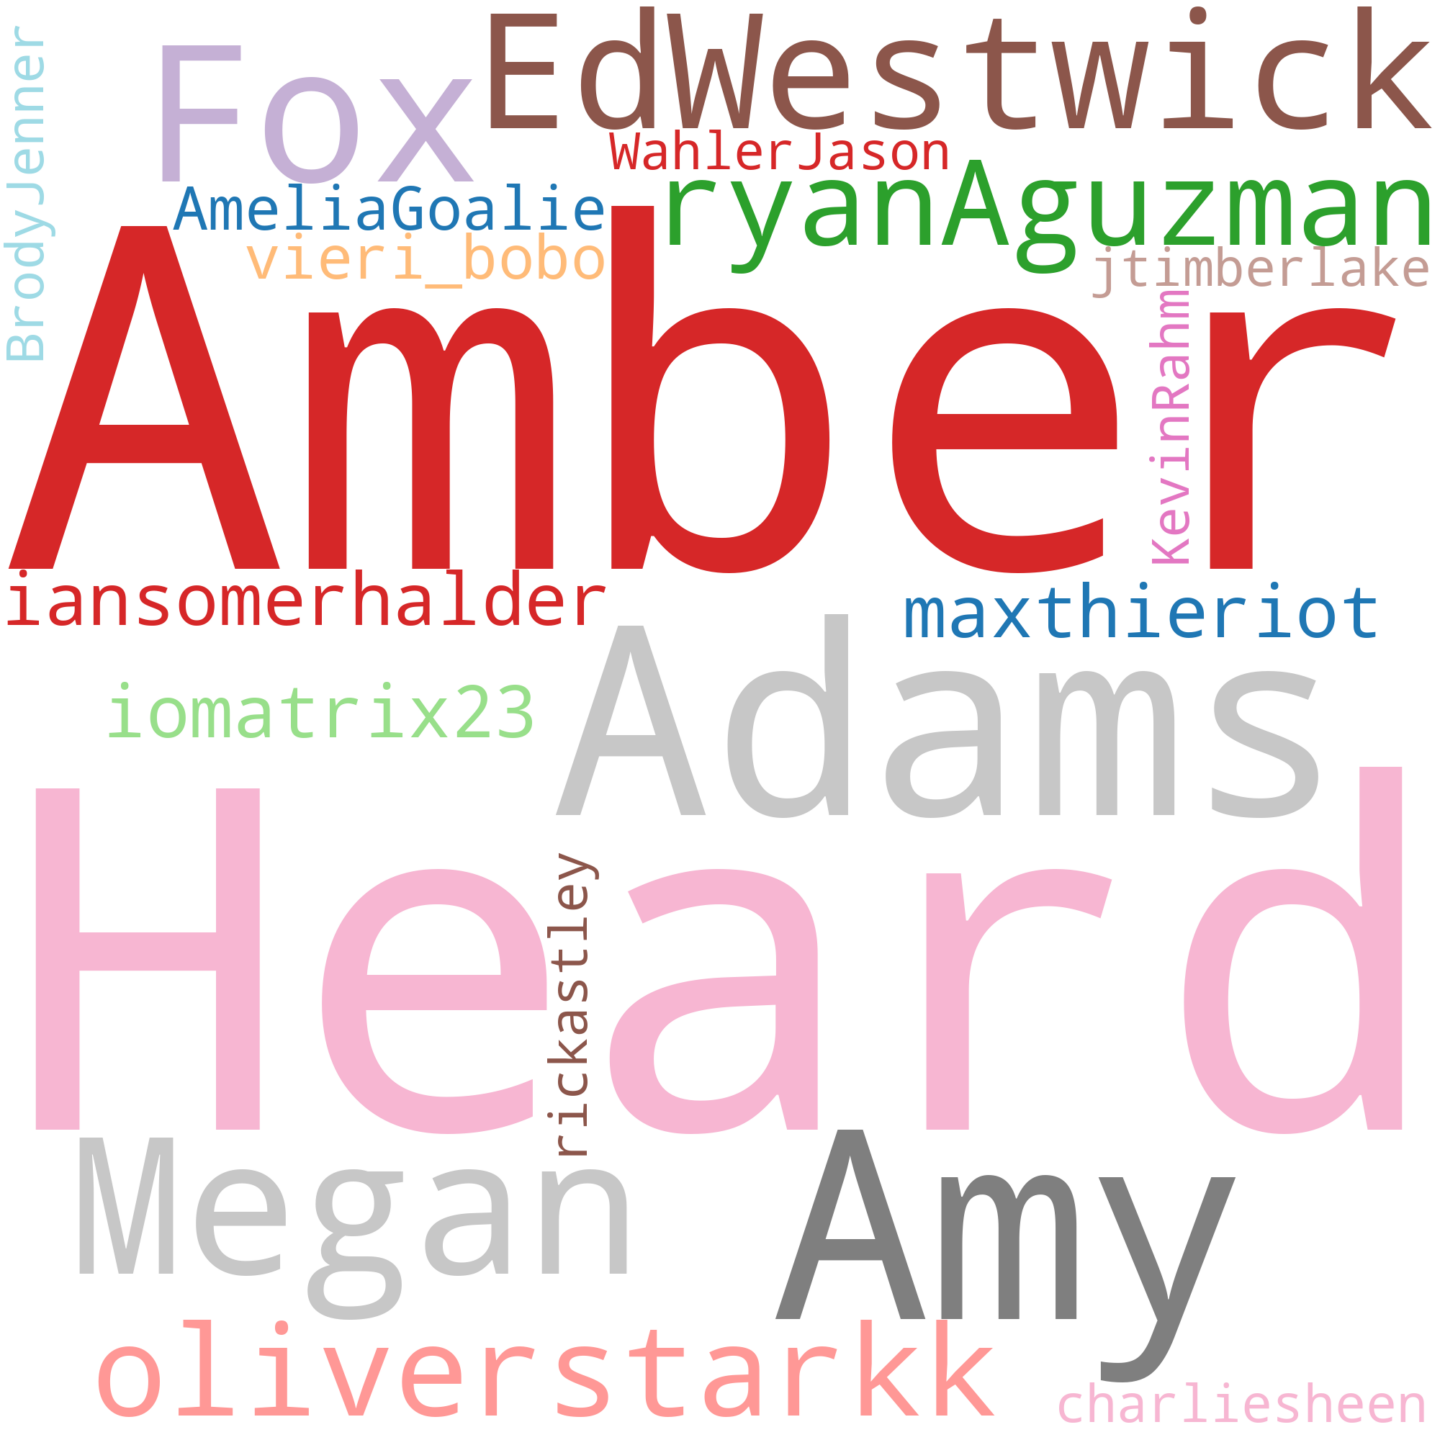 EdWestwick
Fox
BrodyJenner
WahlerJason
AmeliaGoalie
ryanAguzman
vieri_bobo
jtimberlake
Amber
KevinRahm
iansomerhalder
maxthieriot
Adams
iomatrix23
Heard
rickastley
Megan
Amy
oliverstarkk
charliesheen